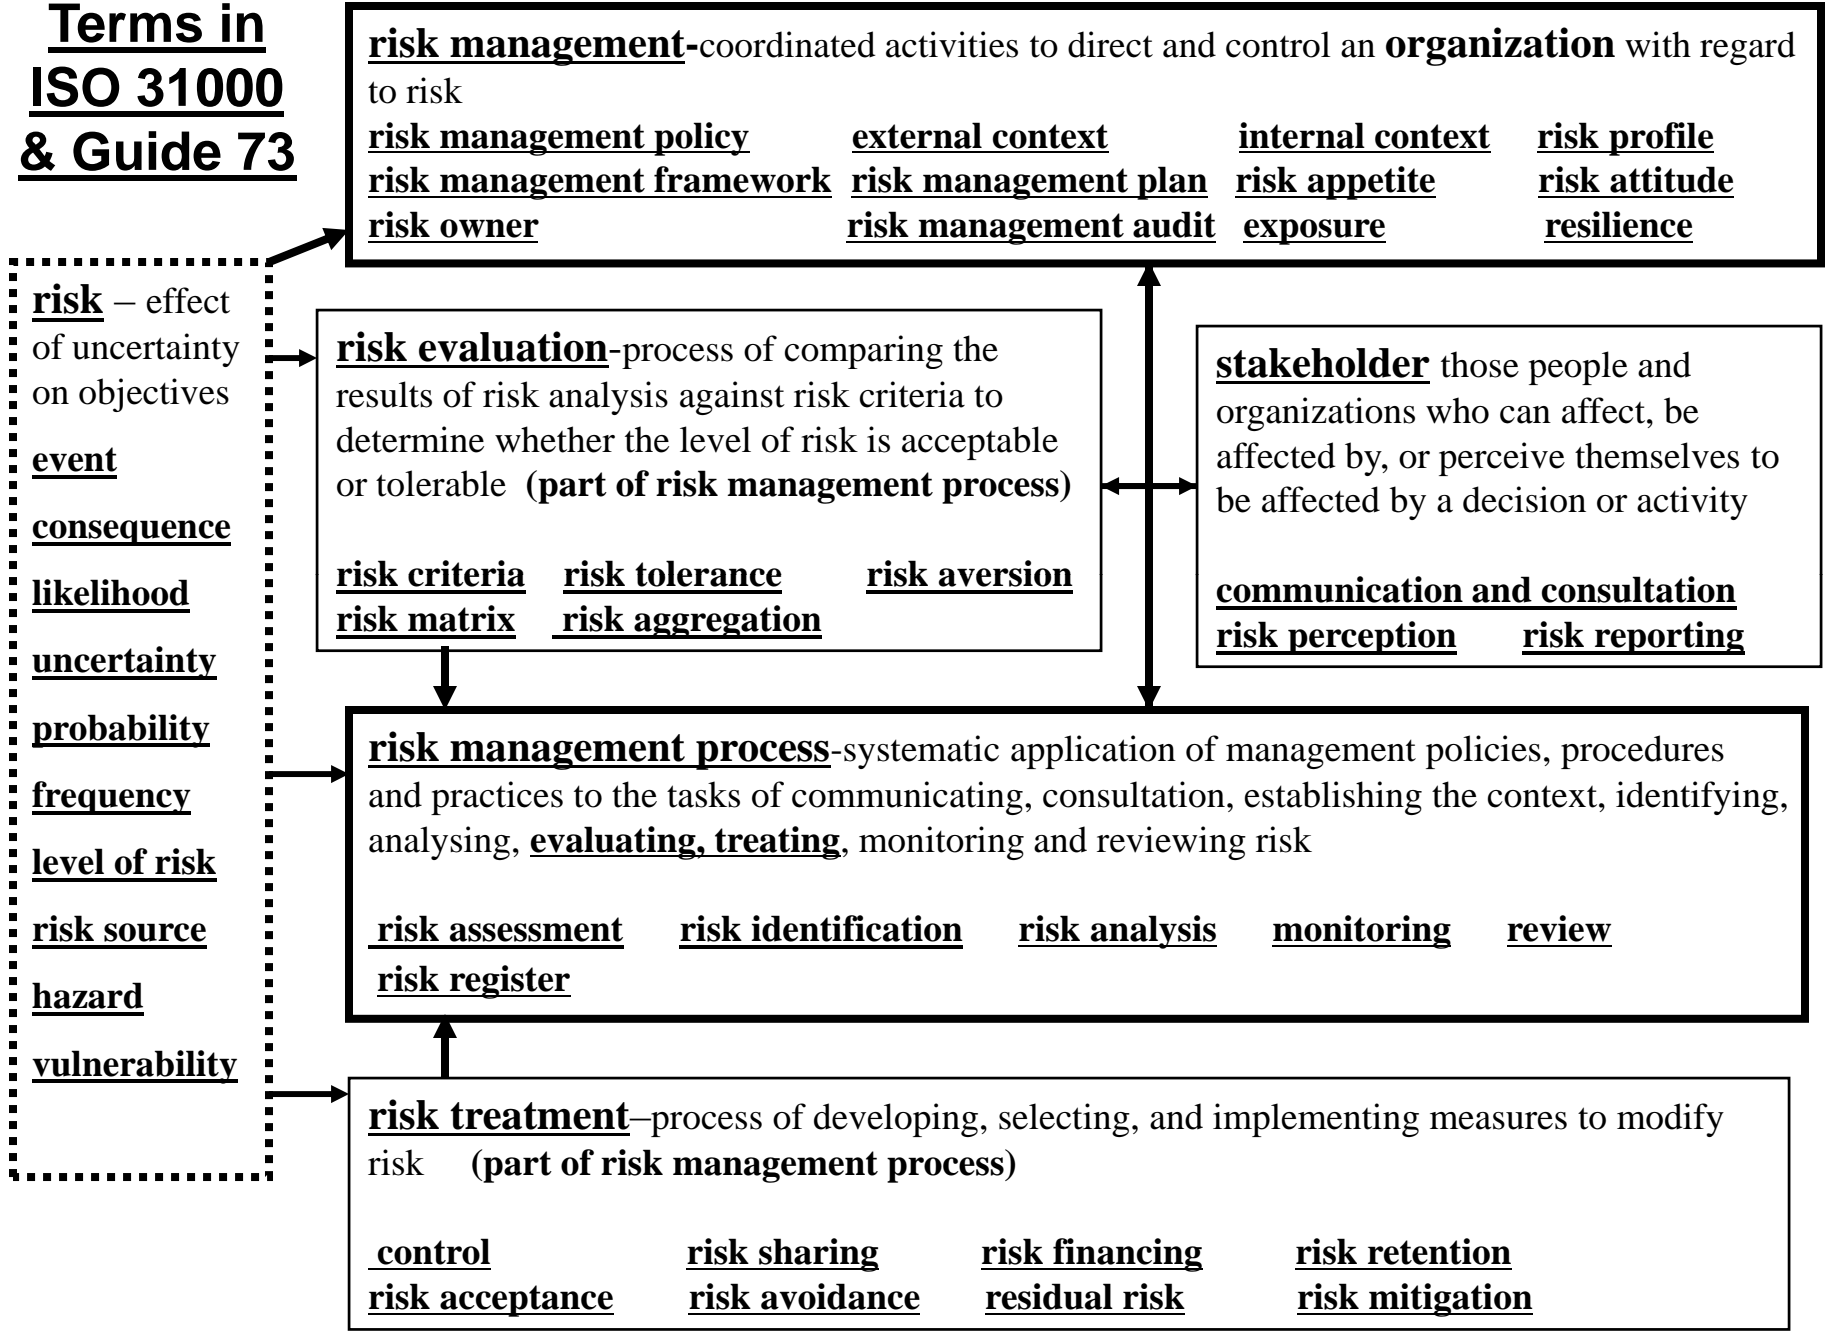 Terms in
ISO 31000
& Guide 73
risk management-coordinated activities to direct and control an organization with regard
to risk
risk management policy external context internal context risk profile
risk management framework risk management plan risk appetite risk attitude
risk owner risk management audit exposure resilience
risk – effect
of uncertainty
on objectives
event
consequence
likelihood
uncertainty
probability
frequency
level of risk
risk source
hazard
vulnerability
risk evaluation-process of comparing the
results of risk analysis against risk criteria to
determine whether the level of risk is acceptable
or tolerable (part of risk management process)
risk criteria risk tolerance risk aversion
risk matrix risk aggregation
stakeholder those people and
organizations who can affect, be
affected by, or perceive themselves to
be affected by a decision or activity
communication and consultation
risk perception risk reporting
risk management process-systematic application of management policies, procedures
and practices to the tasks of communicating, consultation, establishing the context, identifying,
analysing, evaluating, treating, monitoring and reviewing risk
risk assessment risk identification risk analysis monitoring review
risk register
risk treatment–process of developing, selecting, and implementing measures to modify
risk (part of risk management process)
control risk sharing risk financing risk retention
risk acceptance risk avoidance residual risk risk mitigation